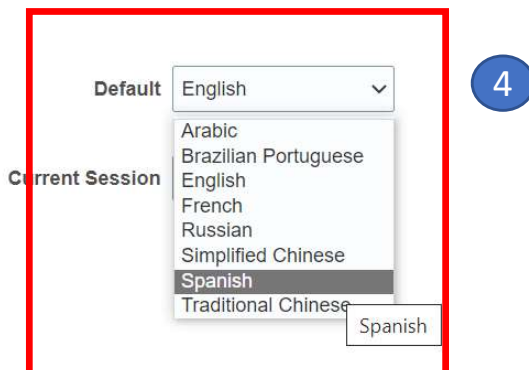 Default English
4
Arabic
Brazilian Portuguese
Current Session English
French
Russian
Simplified Chinese
Spanish
Traditional Chinese
Spanish